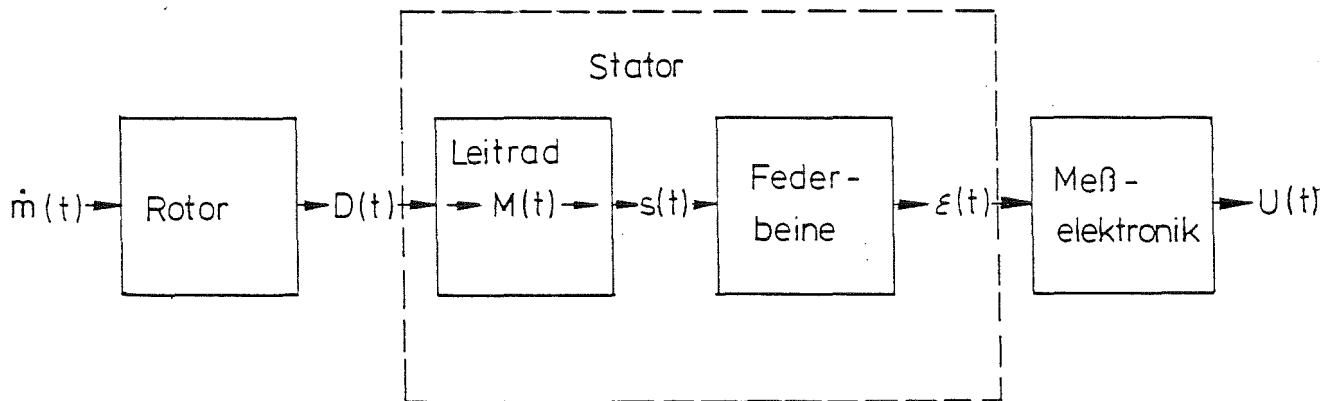 Stator
ṁ(t)
Rotor
D(t)
Leitrad
M(t)
s(t)
Feder-
beine
ε(t)
Meß-
elektronik
U(t)